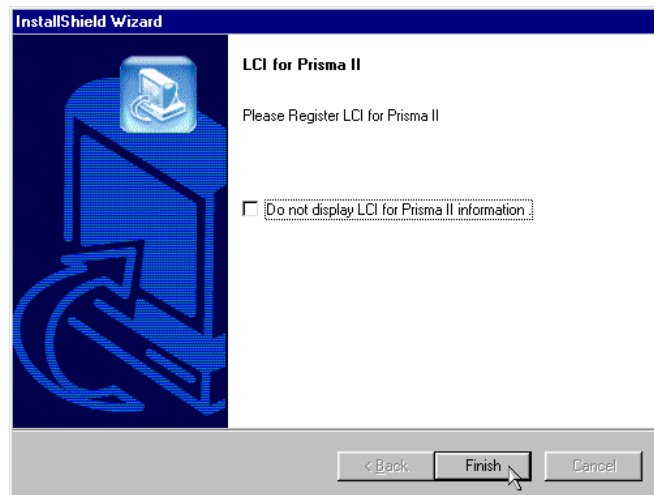 InstallShield Wizard
LCI for Prisma II
Please Register LCI for Prisma II
Do not display LCI for Prisma II information .
< Back Finish Cancel